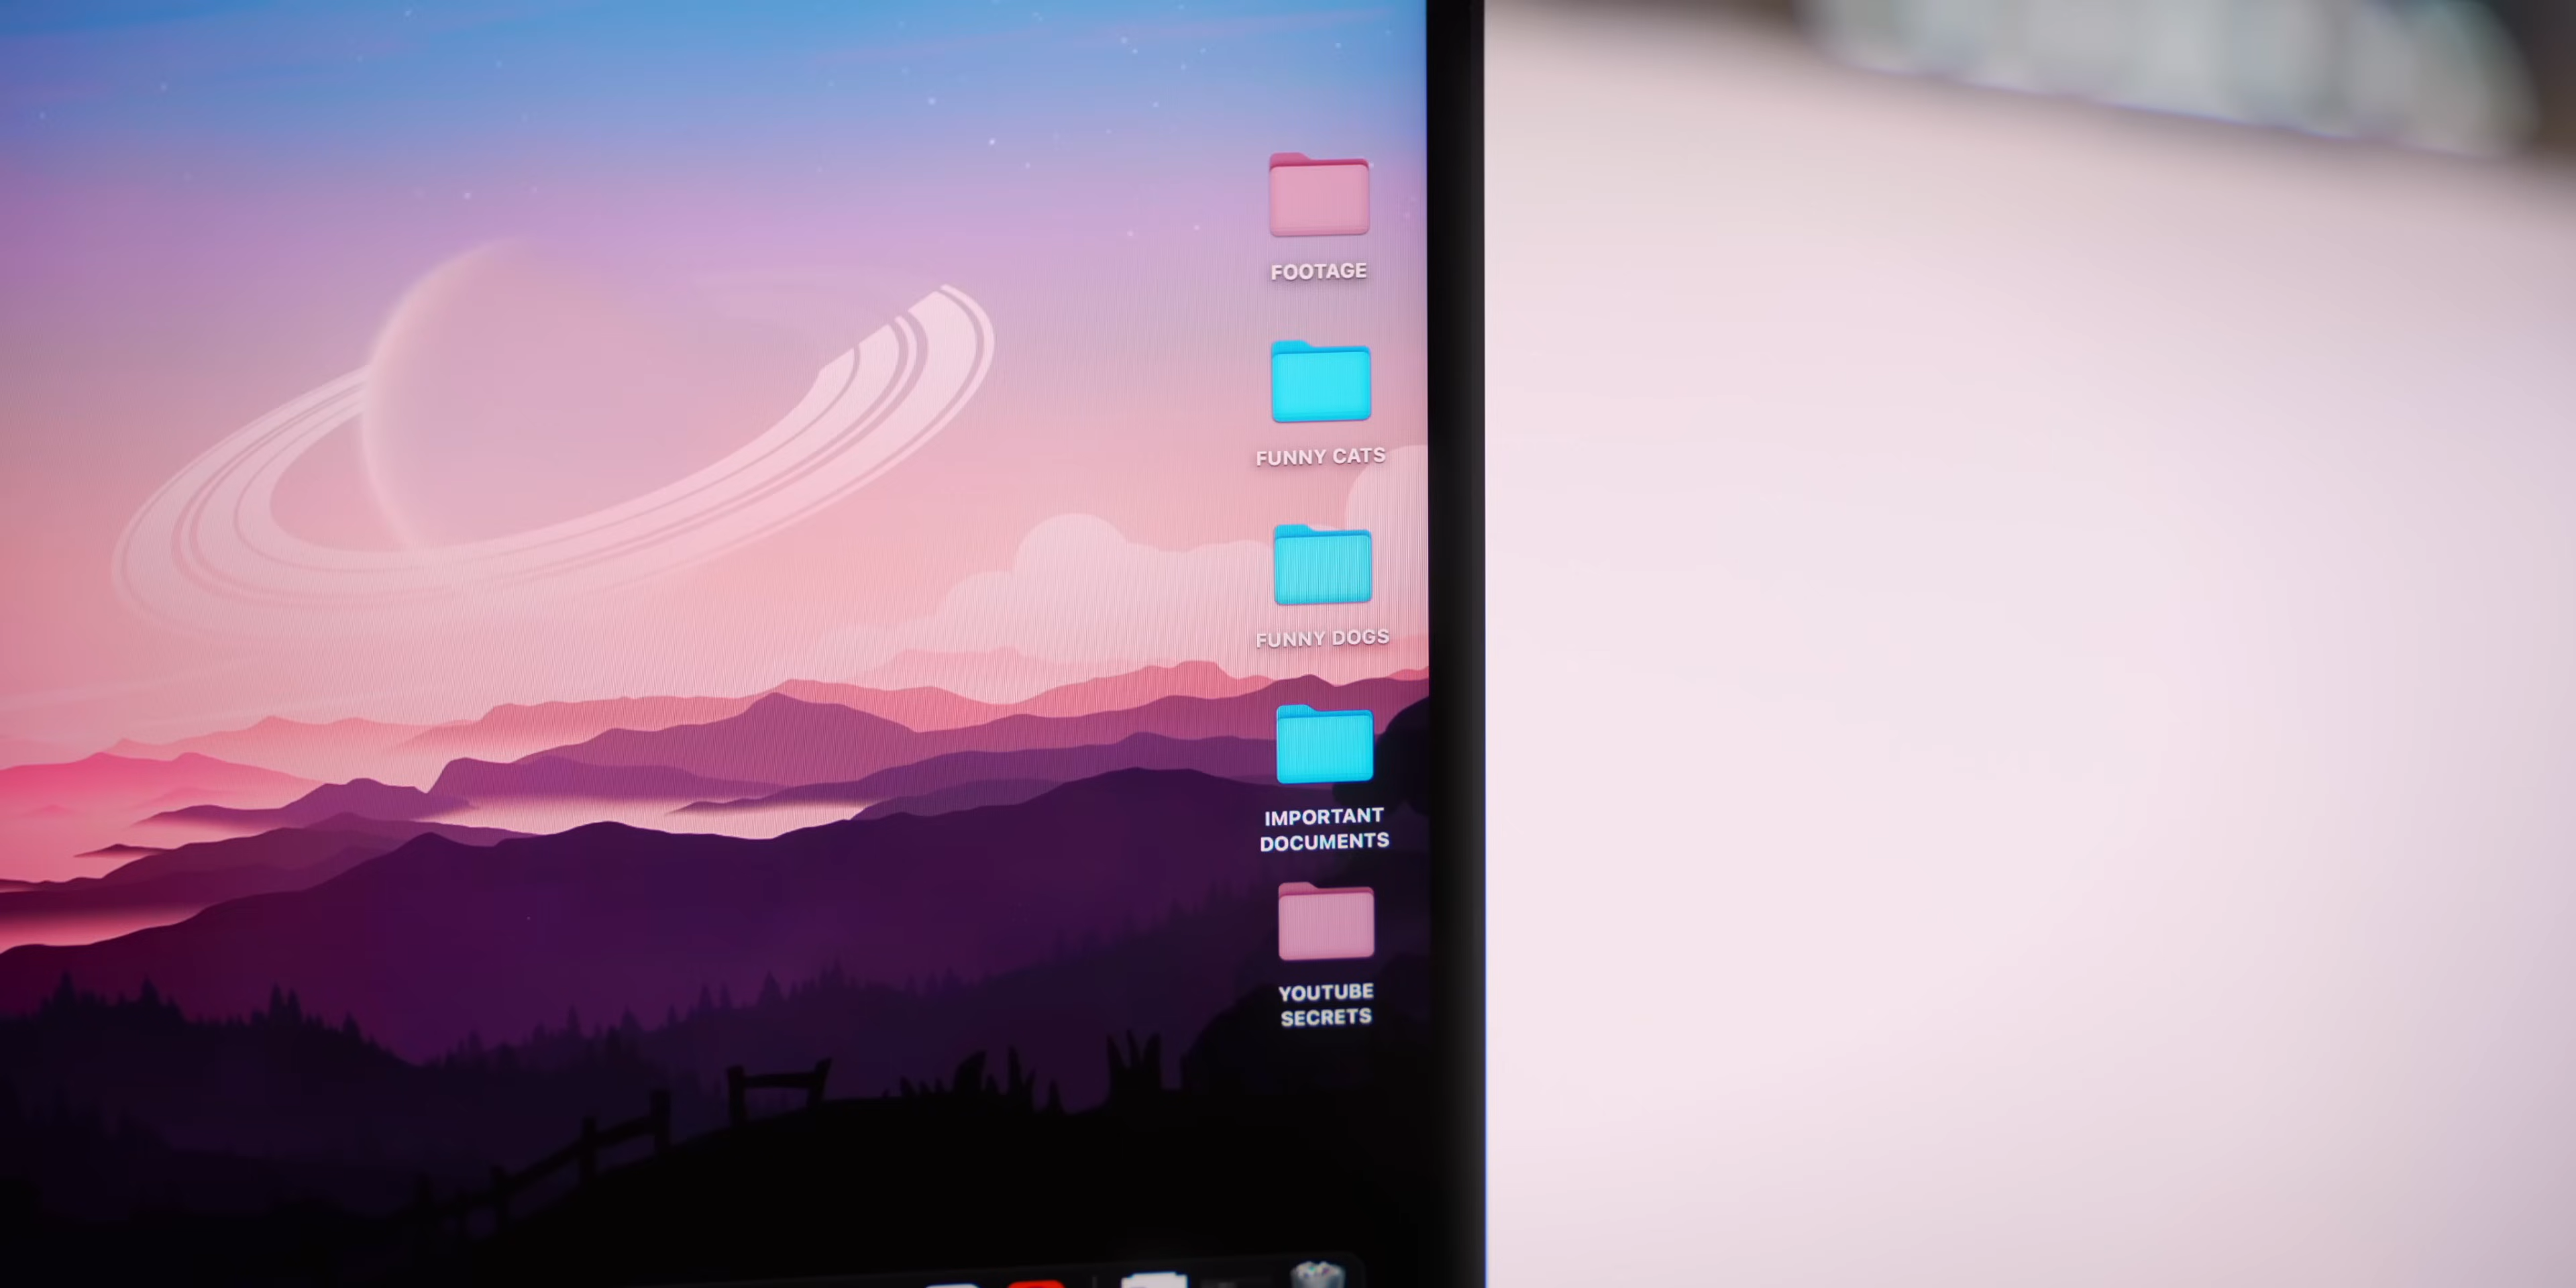 FOOTAGE
FUNNY CATS
FUNNY DOGS
IMPORTANT
DOCUMENTS
YOUTUBE
SECRETS